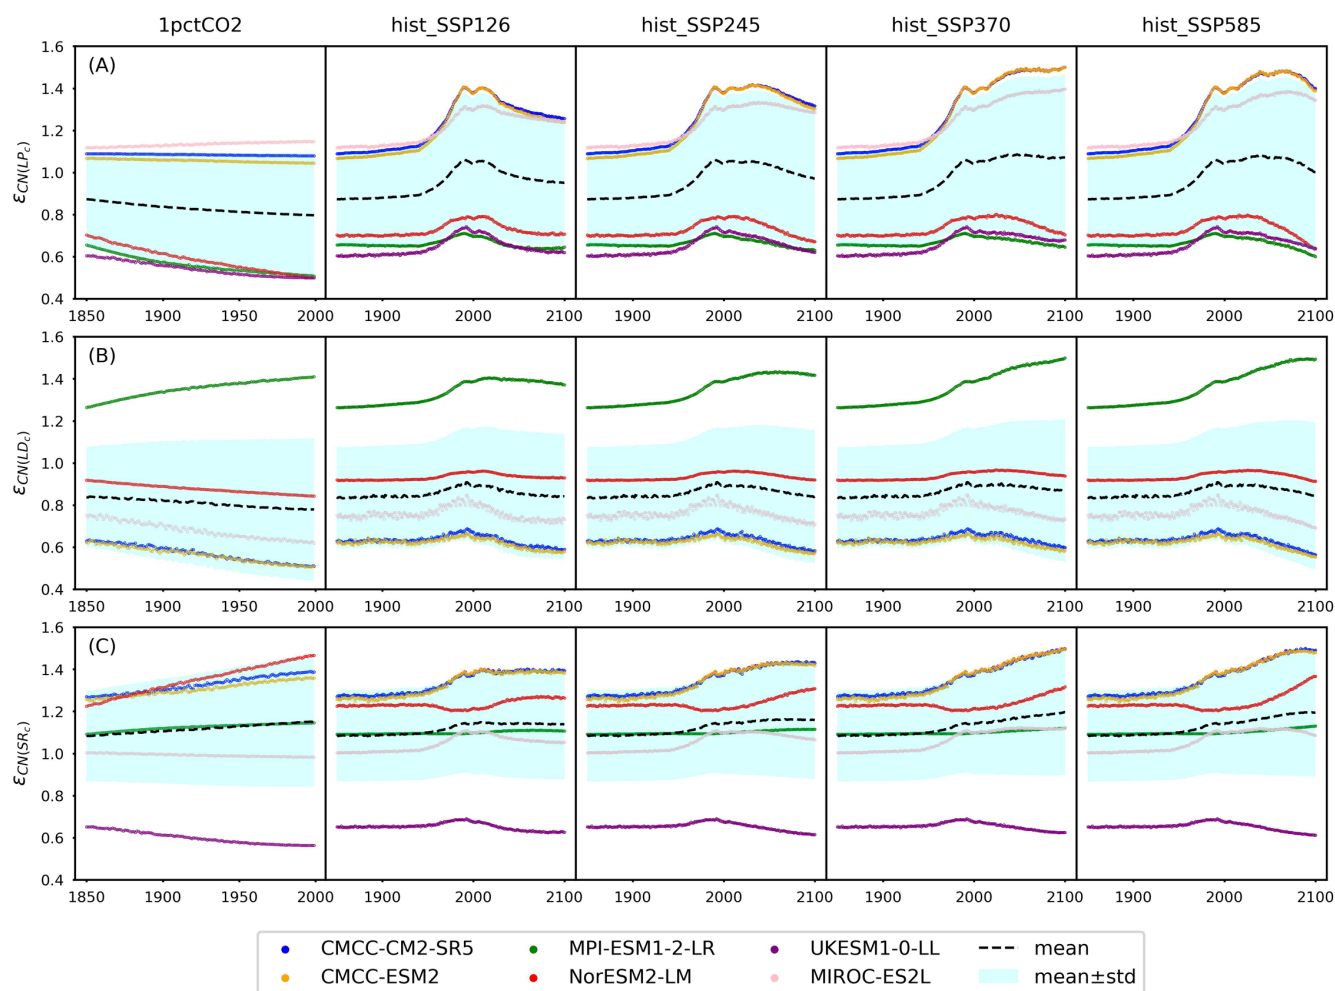 1pctCO2 hist_SSP126 hist_SSP245 hist_SSP370 hist_SSP585
(A)
1.6
1.4
1.2
1.0
0.8
0.6
0.4
εCN(LPc)
1850 1900 1950 2000 1900 2000 2100 1900 2000 2100 1900 2000 2100 1900 2000 2100
(B)
1.6
1.4
1.2
1.0
0.8
0.6
0.4
εCN(LDc)
1850 1900 1950 2000 1900 2000 2100 1900 2000 2100 1900 2000 2100 1900 2000 2100
(C)
1.6
1.4
1.2
1.0
0.8
0.6
0.4
εCN(SRc)
1850 1900 1950 2000 1900 2000 2100 1900 2000 2100 1900 2000 2100 1900 2000 2100
CMCC-CM2-SR5 MPI-ESM1-2-LR UKESM1-0-LL mean
CMCC-ESM2 NorESM2-LM MIROC-ES2L mean±std